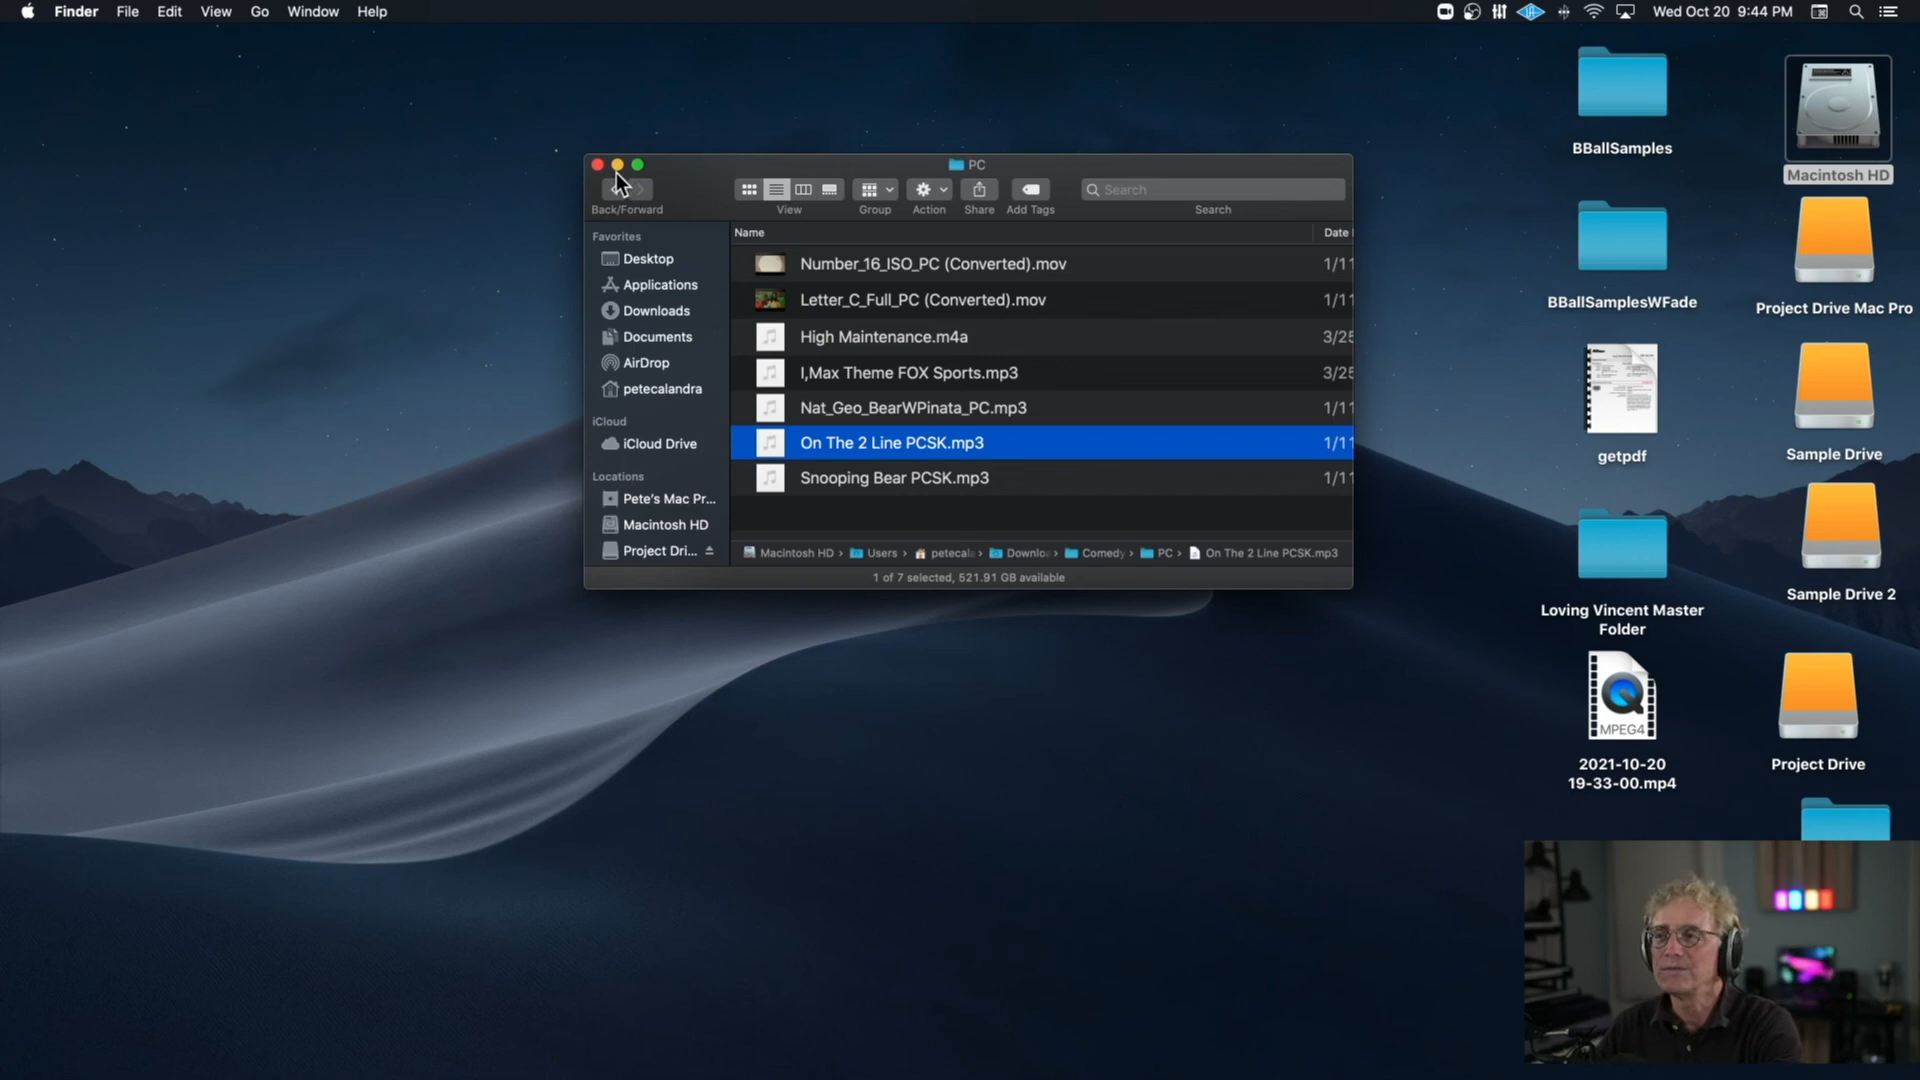 Finder File Edit View Go Window Help
Wed Oct 20 9:44 PM
PC
Search
Back/Forward
View
Group
Action
Share
Add Tags
Search
Favorites
Desktop
Applications
Downloads
Documents
AirDrop
petecalandra
iCloud
iCloud Drive
Locations
Pete's Mac Pr...
Macintosh HD
Project Dri...
Name
Date
Number_16_ISO_PC (Converted).mov
1/11
Letter_C_Full_PC (Converted).mov
1/11
High Maintenance.m4a
3/25
I,Max Theme FOX Sports.mp3
3/25
Nat_Geo_BearWPinata_PC.mp3
1/11
On The 2 Line PCSK.mp3
1/11
Snooping Bear PCSK.mp3
1/11
Macintosh HD › Users › petecala › Downloa › Comedy › PC › On The 2 Line PCSK.mp3
1 of 7 selected, 521.91 GB available
BBallSamples
Macintosh HD
BBallSamplesWFade
Project Drive Mac Pro
getpdf
Sample Drive
Loving Vincent Master
Folder
Sample Drive 2
MPEG4
2021-10-20
19-33-00.mp4
Project Drive